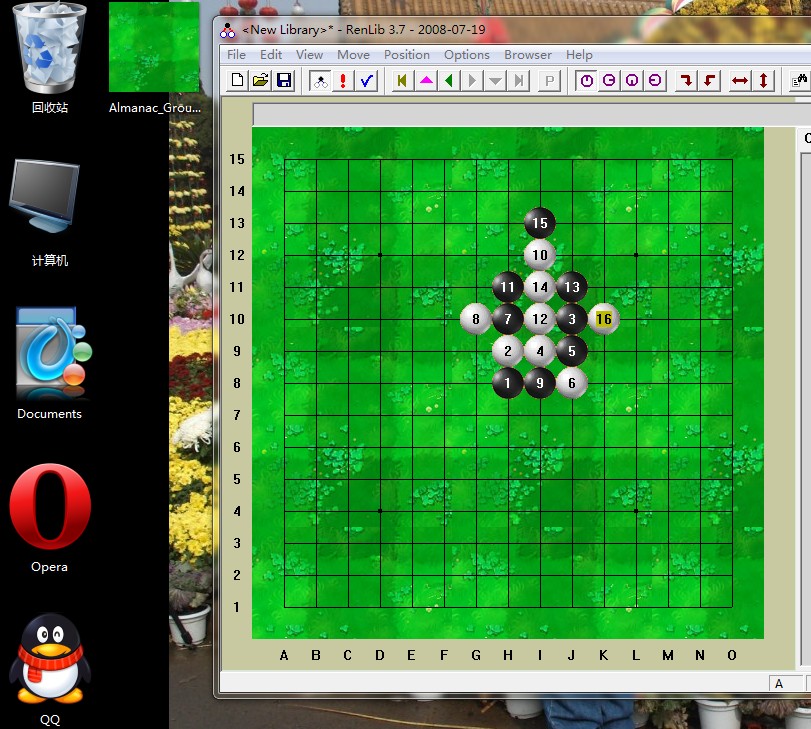 回收站
Almanac_Grou...
计算机
Documents
Opera
QQ
<New Library>* - RenLib 3.7 - 2008-07-19
File Edit View Move Position Options Browser Help
P
15
14
13 15
12 10
11 11 14 13
10 8 7 12 3 16
9 2 4 5
8 1 9 6
7
6
5
4
3
2
1
A B C D E F G H I J K L M N O
A